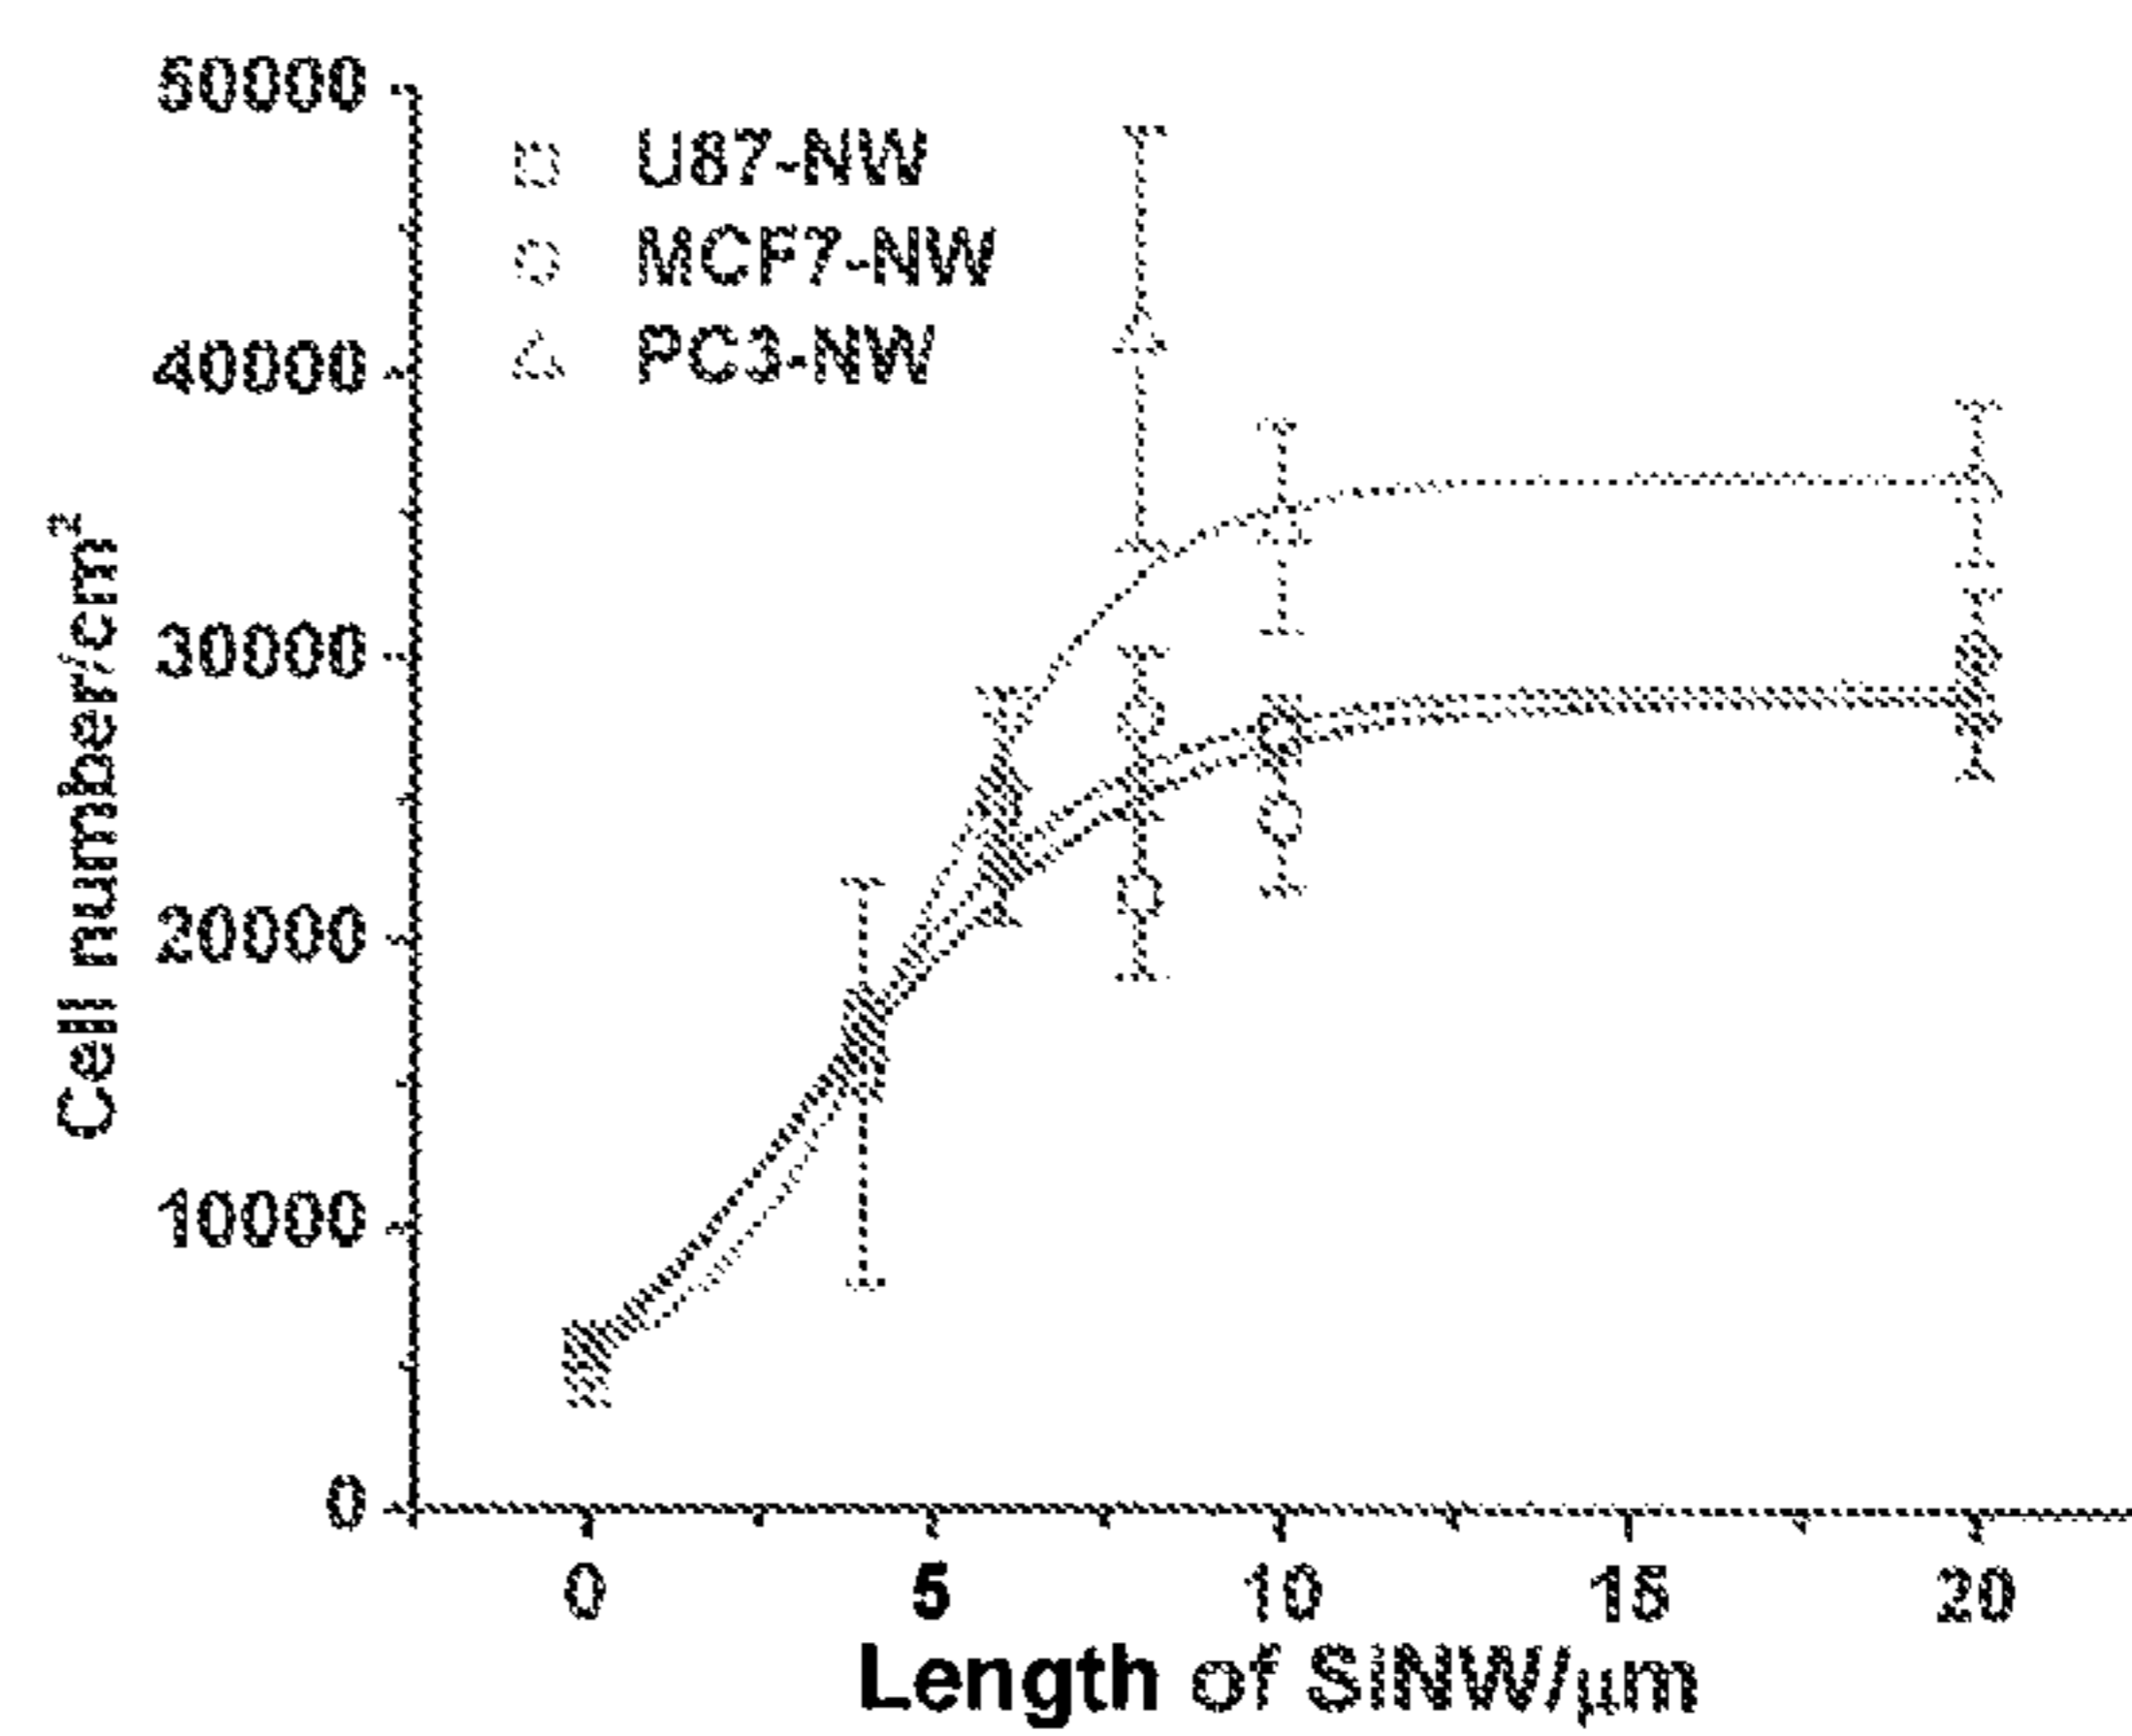 50000
40000
30000
20000
10000
0
Cell number/cm²
U87-NW
MCF7-NW
PC3-NW
0 5 10 15 20
Length of SiNW/μm